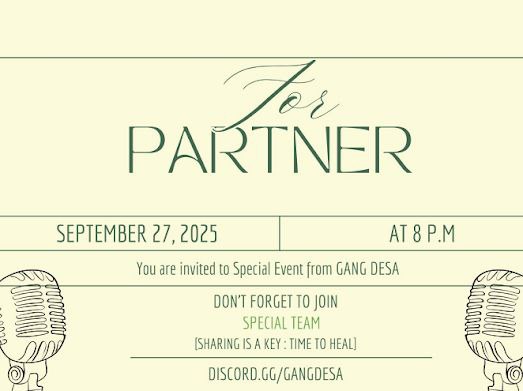 For
PARTNER
SEPTEMBER 27, 2025
AT 8 P.M
You are invited to Special Event from GANG DESA
DON'T FORGET TO JOIN
SPECIAL TEAM
[SHARING IS A KEY : TIME TO HEAL]
DISCORD.GG/GANGDESA